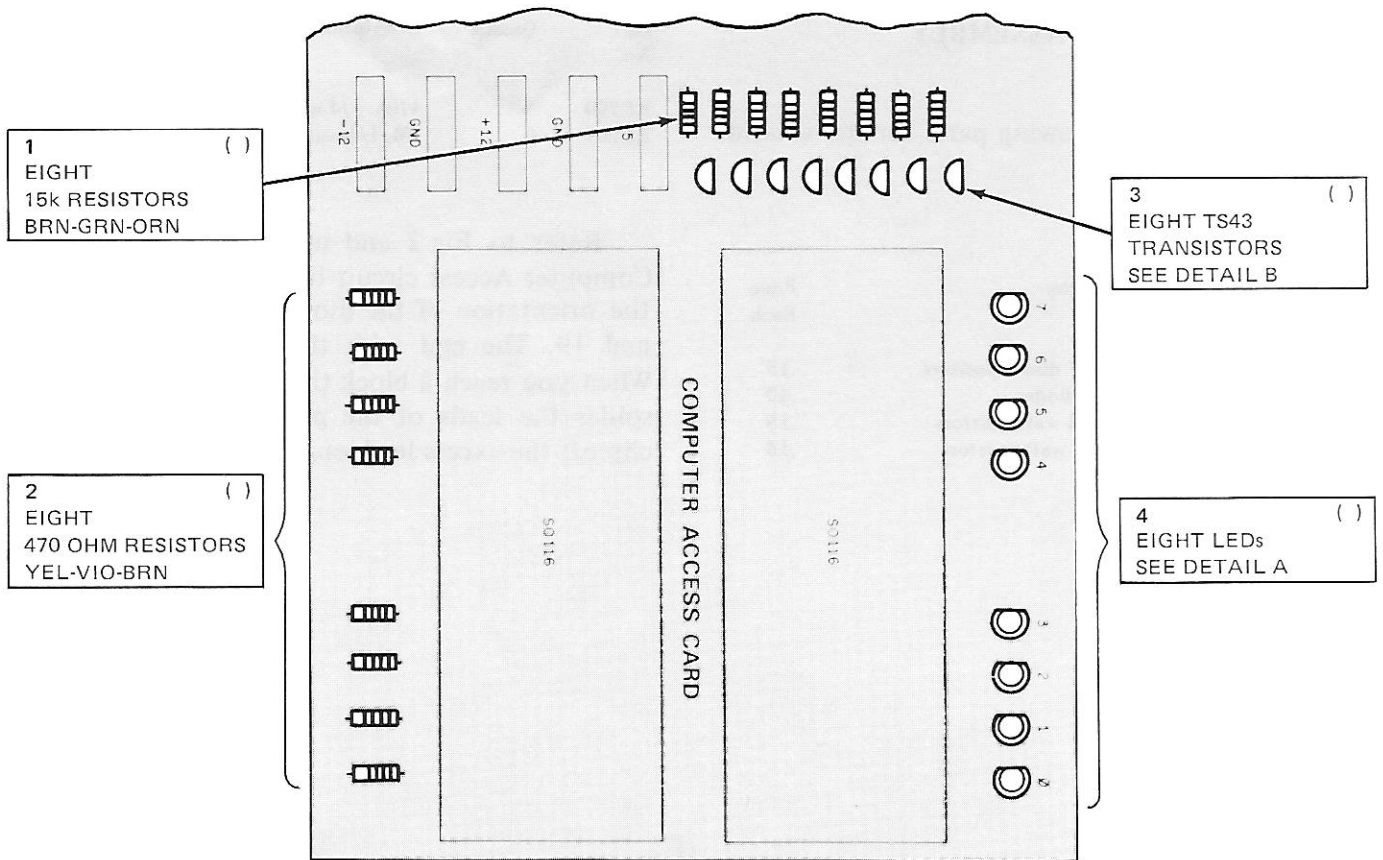 -12
GND
+12
GND
5
1 ( )
EIGHT
15k RESISTORS
BRN-GRN-ORN
3 ( )
EIGHT TS43
TRANSISTORS
SEE DETAIL B
2 ( )
EIGHT
470 OHM RESISTORS
YEL-VIO-BRN
COMPUTER ACCESS CARD
SO116
SO116
7
6
5
4
3
2
1
Ø
4 ( )
EIGHT LEDs
SEE DETAIL A